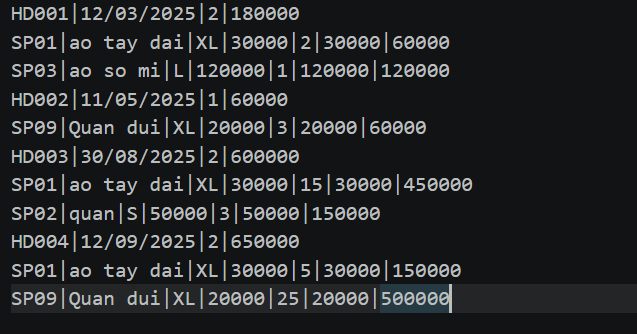 HD001|12/03/2025|2|180000
SP01|ao tay dai|XL|30000|2|30000|60000
SP03|ao so mi|L|120000|1|120000|120000
HD002|11/05/2025|1|60000
SP09|Quan dui|XL|20000|3|20000|60000
HD003|30/08/2025|2|600000
SP01|ao tay dai|XL|30000|15|30000|450000
SP02|quan|S|50000|3|50000|150000
HD004|12/09/2025|2|650000
SP01|ao tay dai|XL|30000|5|30000|150000
SP09|Quan dui|XL|20000|25|20000|500000